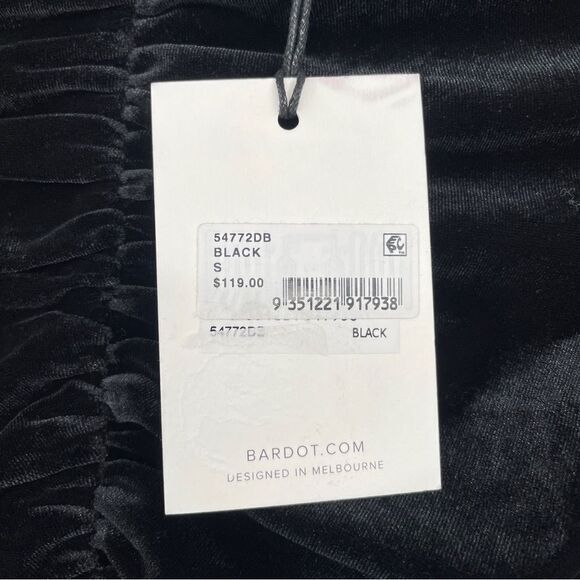 54772DB
BLACK
S
$119.00
9 351221 917938
54772DB
BLACK
BARDOT.COM
DESIGNED IN MELBOURNE